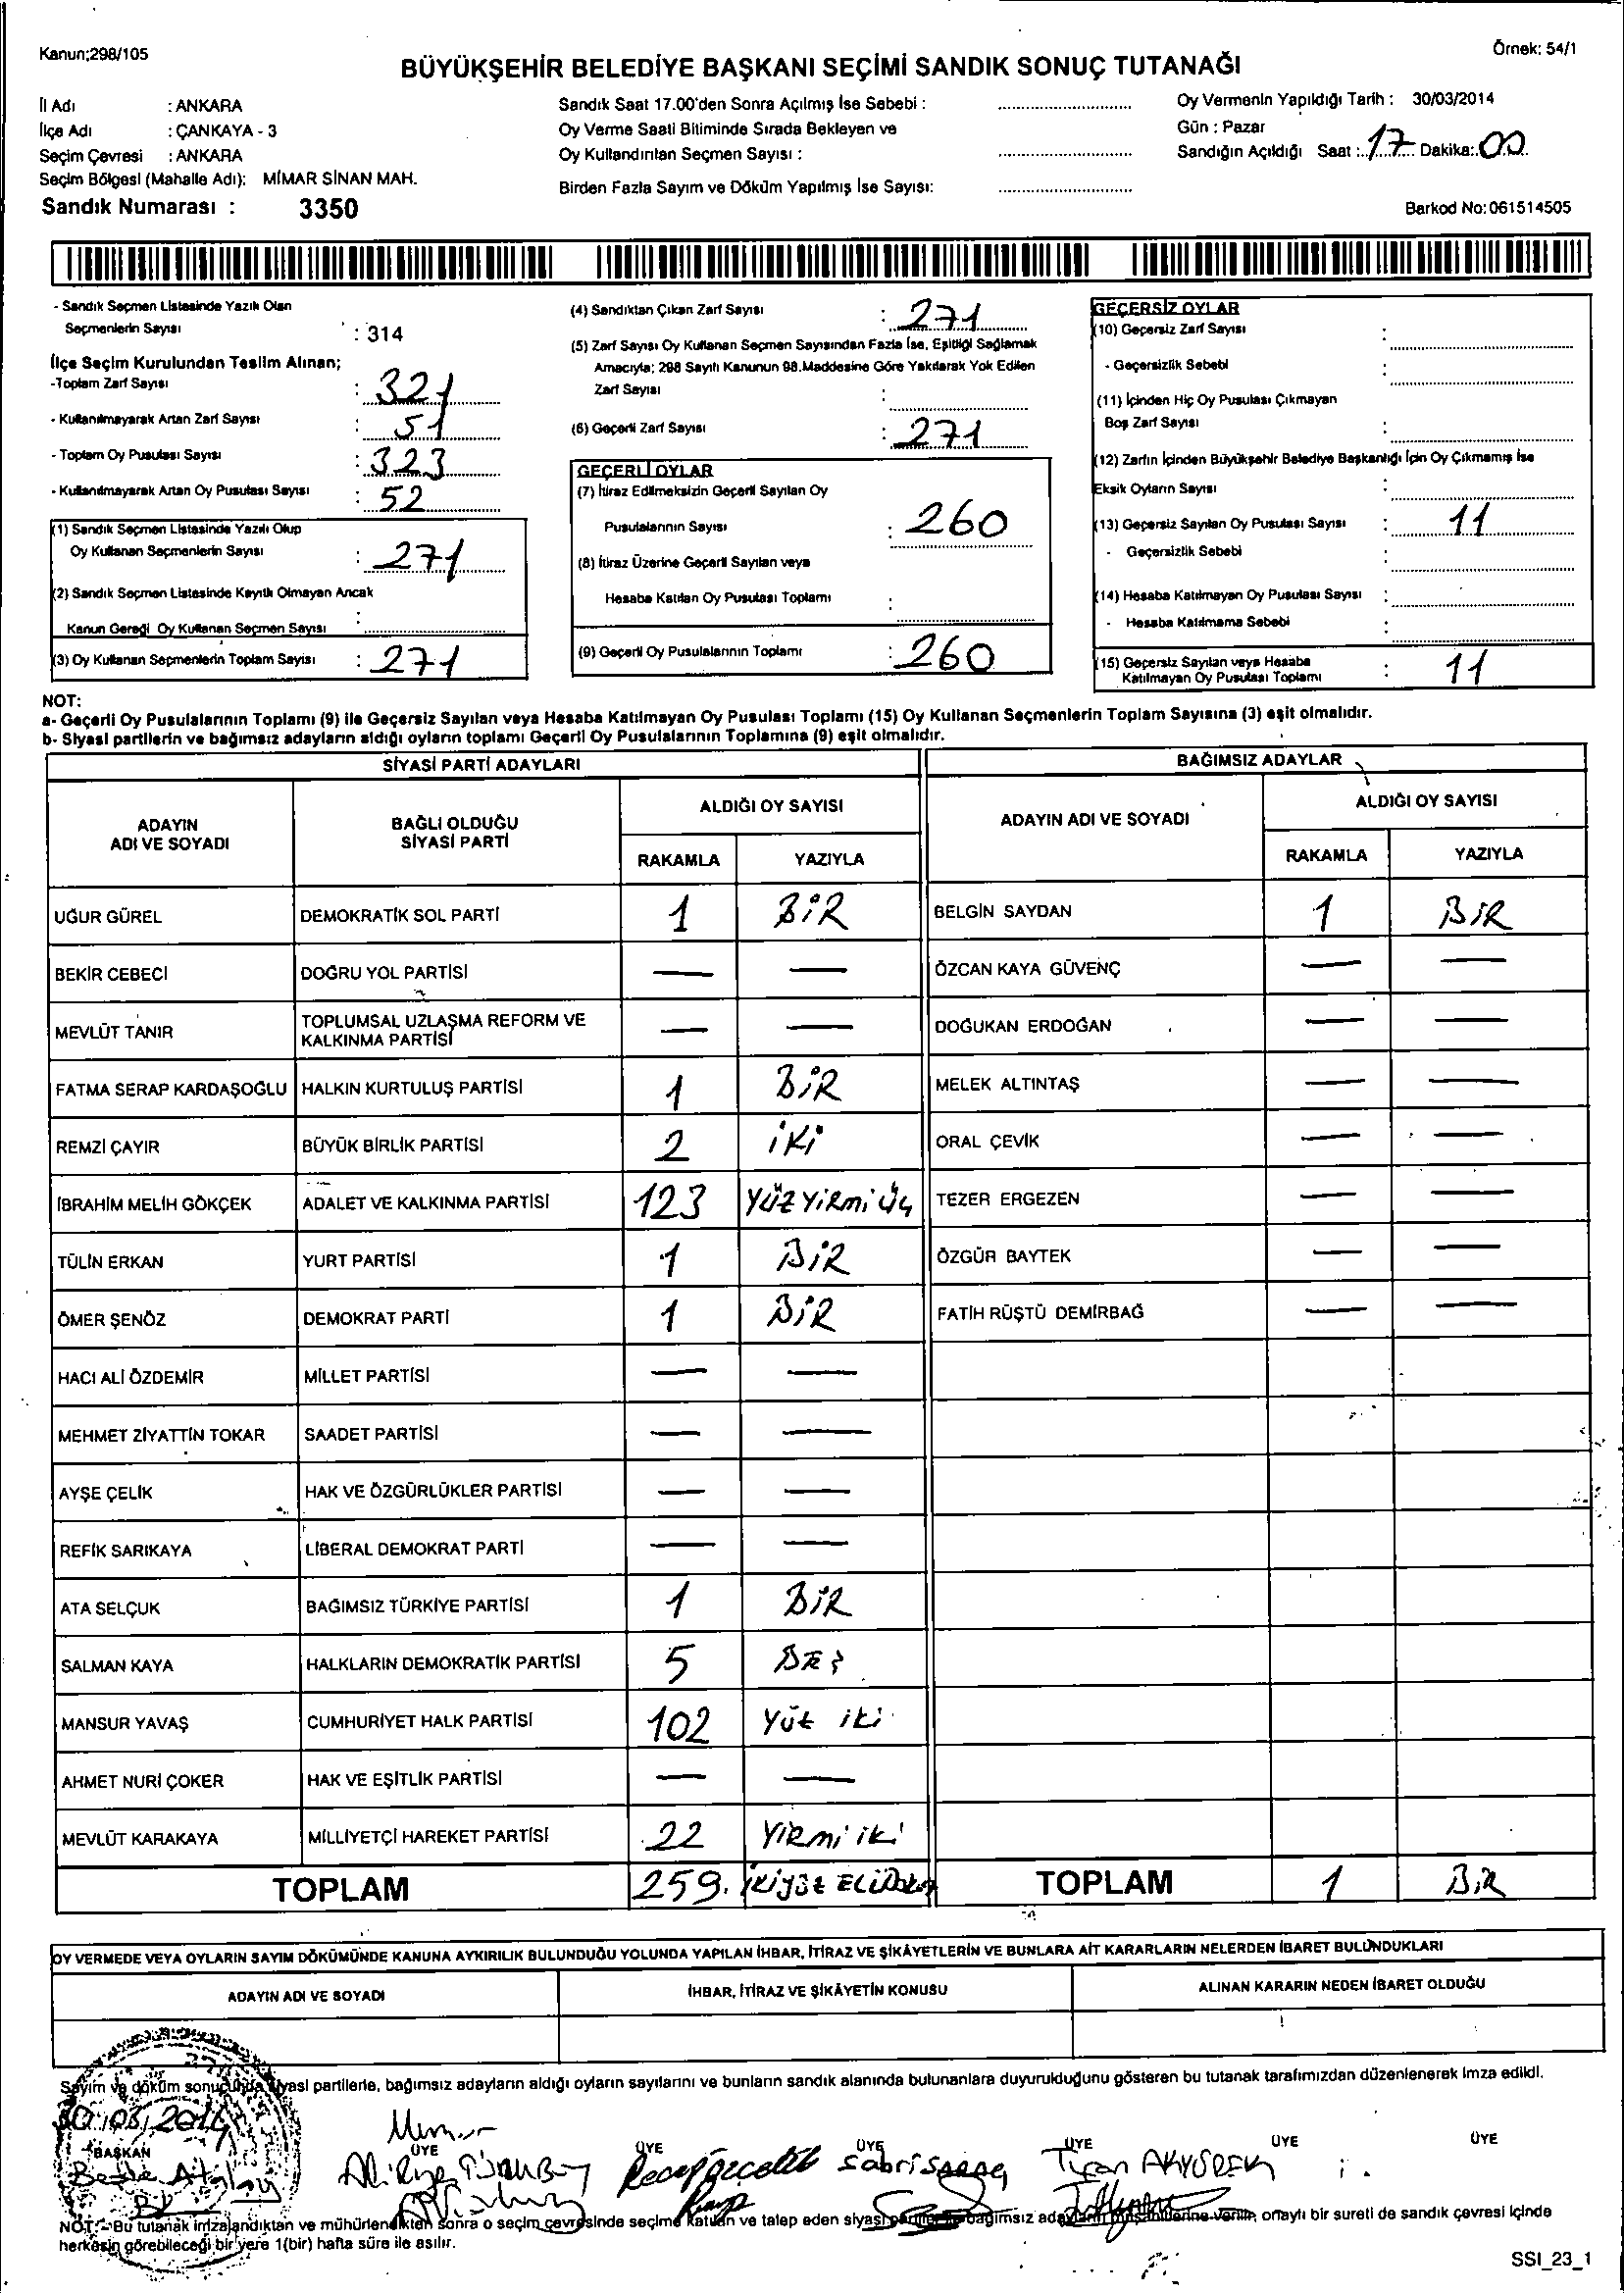 Kanun;298/105
Örnek: 54/1
BÜYÜKŞEHİR BELEDİYE BAŞKANI SEÇİMİ SANDIK SONUÇ TUTANAĞI
İl Adı : ANKARA
İlçe Adı : ÇANKAYA - 3
Seçim Çevresi : ANKARA
Seçim Bölgesi (Mahalle Adı): MİMAR SİNAN MAH.
Sandık Numarası : 3350
Sandık Saat 17.00'den Sonra Açılmış İse Sebebi :
Oy Verme Saati Bitiminde Sırada Bekleyen ve
Oy Kullandırılan Seçmen Sayısı :
Birden Fazla Sayım ve Döküm Yapılmış İse Sayısı:
Oy Vermenin Yapıldığı Tarih : 30/03/2014
Gün : Pazar
Sandığın Açıldığı Saat : 17 Dakika: 00
Barkod No: 061514505
- Sandık Seçmen Listesinde Yazılı Olan
Seçmenlerin Sayısı : 314
İlçe Seçim Kurulundan Teslim Alınan;
-Toplam Zarf Sayısı : 321
- Kullanılmayarak Artan Zarf Sayısı : 51
- Toplam Oy Pusulası Sayısı : 323
- Kullanılmayarak Artan Oy Pusulası Sayısı : 52
(1) Sandık Seçmen Listesinde Yazılı Olup
Oy Kullanan Seçmenlerin Sayısı : 271
(2) Sandık Seçmen Listesinde Kayıtlı Olmayan Ancak
Kanun Gereği Oy Kullanan Seçmen Sayısı :
(3) Oy Kullanan Seçmenlerin Toplam Sayısı : 271
(4) Sandıktan Çıkan Zarf Sayısı : 271
(5) Zarf Sayısı Oy Kullanan Seçmen Sayısından Fazla İse, Eşitliği Sağlamak
Amacıyla; 298 Sayılı Kanunun 98.Maddesine Göre Yakılarak Yok Edilen
Zarf Sayısı :
(6) Geçerli Zarf Sayısı : 271
GEÇERLİ OYLAR
(7) İtiraz Edilmeksizin Geçerli Sayılan Oy
Pusulalarının Sayısı : 260
(8) İtiraz Üzerine Geçerli Sayılan veya
Hesaba Katılan Oy Pusulası Toplamı :
(9) Geçerli Oy Pusulalarının Toplamı : 260
GEÇERSİZ OYLAR
(10) Geçersiz Zarf Sayısı :
- Geçersizlik Sebebi :
(11) İçinden Hiç Oy Pusulası Çıkmayan
Boş Zarf Sayısı :
(12) Zarfın İçinden Büyükşehir Belediye Başkanlığı İçin Oy Çıkmamış İse
Eksik Oyların Sayısı :
(13) Geçersiz Sayılan Oy Pusulası Sayısı : 11
- Geçersizlik Sebebi :
(14) Hesaba Katılmayan Oy Pusulası Sayısı :
- Hesaba Katılmama Sebebi :
(15) Geçersiz Sayılan veya Hesaba
Katılmayan Oy Pusulası Toplamı : 11
NOT:
a- Geçerli Oy Pusulalarının Toplamı (9) ile Geçersiz Sayılan veya Hesaba Katılmayan Oy Pusulası Toplamı (15) Oy Kullanan Seçmenlerin Toplam Sayısına (3) eşit olmalıdır.
b- Siyasi partilerin ve bağımsız adayların aldığı oyların toplamı Geçerli Oy Pusulalarının Toplamına (9) eşit olmalıdır.
SİYASİ PARTİ ADAYLARI
ADAYIN ADI VE SOYADI BAĞLI OLDUĞU SİYASİ PARTİ ALDIĞI OY SAYISI
RAKAMLA YAZIYLA
UĞUR GÜREL DEMOKRATİK SOL PARTİ 1 BİR
BEKİR CEBECİ DOĞRU YOL PARTİSİ — —
MEVLÜT TANIR TOPLUMSAL UZLAŞMA REFORM VE KALKINMA PARTİSİ — —
FATMA SERAP KARDAŞOĞLU HALKIN KURTULUŞ PARTİSİ 1 BİR
REMZİ ÇAYIR BÜYÜK BİRLİK PARTİSİ 2 iKi
İBRAHİM MELİH GÖKÇEK ADALET VE KALKINMA PARTİSİ 123 YÜZ YİRMİ ÜÇ
TÜLİN ERKAN YURT PARTİSİ 1 BİR
ÖMER ŞENÖZ DEMOKRAT PARTİ 1 BİR
HACI ALİ ÖZDEMİR MİLLET PARTİSİ — —
MEHMET ZİYATTİN TOKAR SAADET PARTİSİ — —
AYŞE ÇELİK HAK VE ÖZGÜRLÜKLER PARTİSİ — —
REFİK SARIKAYA LİBERAL DEMOKRAT PARTİ — —
ATA SELÇUK BAĞIMSIZ TÜRKİYE PARTİSİ 1 BİR
SALMAN KAYA HALKLARIN DEMOKRATİK PARTİSİ 5 BEŞ
MANSUR YAVAŞ CUMHURİYET HALK PARTİSİ 102 Yüz iki
AHMET NURİ ÇOKER HAK VE EŞİTLİK PARTİSİ — —
MEVLÜT KARAKAYA MİLLİYETÇİ HAREKET PARTİSİ 22 YİRMİ iki
TOPLAM 259
BAĞIMSIZ ADAYLAR
ADAYIN ADI VE SOYADI ALDIĞI OY SAYISI
RAKAMLA YAZIYLA
BELGİN SAYDAN 1 BİR
ÖZCAN KAYA GÜVENÇ — —
DOĞUKAN ERDOĞAN — —
MELEK ALTINTAŞ — —
ORAL ÇEVİK — —
TEZER ERGEZEN — —
ÖZGÜR BAYTEK — —
FATİH RÜŞTÜ DEMİRBAĞ — —
TOPLAM 1 BİR
OY VERMEDE VEYA OYLARIN SAYIM DÖKÜMÜNDE KANUNA AYKIRILIK BULUNDUĞU YOLUNDA YAPILAN İHBAR, İTİRAZ VE ŞİKÂYETLERİN VE BUNLARA AİT KARARLARIN NELERDEN İBARET BULUNDUKLARI
ADAYIN ADI VE SOYADI İHBAR, İTİRAZ VE ŞİKÂYETİN KONUSU ALINAN KARARIN NEDEN İBARET OLDUĞU
Sayım ve döküm sonucunda siyasi partilerle, bağımsız adayların aldığı oyların sayılarını ve bunların sandık alanında bulunanlara duyurulduğunu gösteren bu tutanak tarafımızdan düzenlenerek imza edildi.
30.03.2014
BAŞKAN ÜYE ÜYE ÜYE ÜYE ÜYE ÜYE
Turan AKYÜREK
NOT:- Bu tutanak imzalandıktan ve mühürlendikten sonra o seçim çevresinde seçime katılan ve talep eden siyasi bağımsız verilir, onaylı bir sureti de sandık çevresi içinde
herkesin görebileceği bir yere 1(bir) hafta süre ile asılır.
SSI_23_1